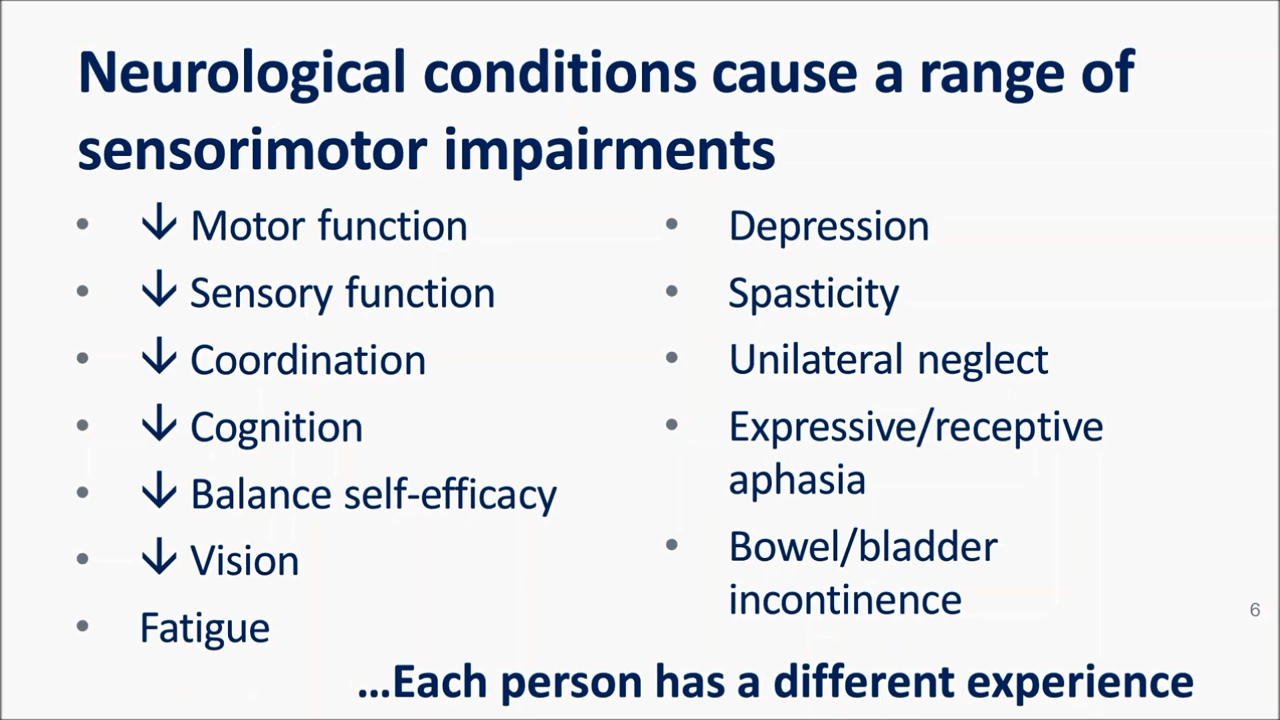 Neurological conditions cause a range of
sensorimotor impairments
• ↓ Motor function
• ↓ Sensory function
• ↓ Coordination
• ↓ Cognition
• ↓ Balance self-efficacy
• ↓ Vision
• Fatigue
• Depression
• Spasticity
• Unilateral neglect
• Expressive/receptive
aphasia
• Bowel/bladder
incontinence
6
...Each person has a different experience